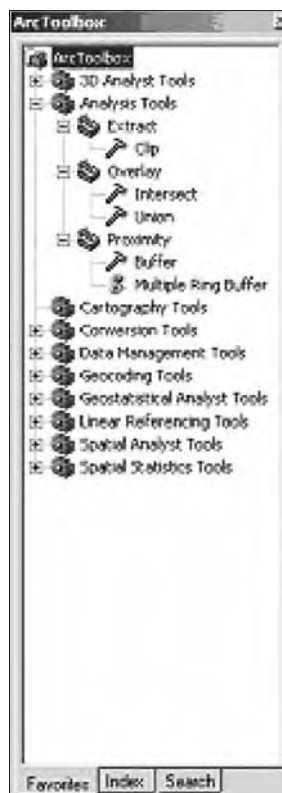 ArcToolbox
ArcToolbox
3D Analyst Tools
Analysis Tools
Extract
Clip
Overlay
Intersect
Union
Proximity
Buffer
Multiple Ring Buffer
Cartography Tools
Conversion Tools
Data Management Tools
Geocoding Tools
Geostatistical Analyst Tools
Linear Referencing Tools
Spatial Analyst Tools
Spatial Statistics Tools
Favorites Index Search